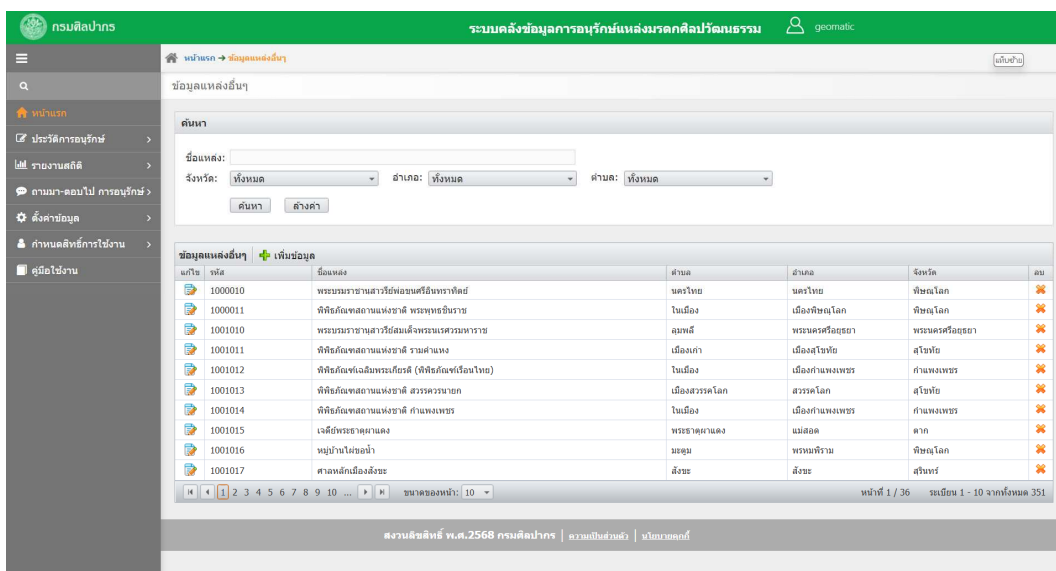 กรมศิลปากร
ระบบคลังข้อมูลการอนุรักษ์แหล่งมรดกศิลปวัฒนธรรม geomatic
หน้าแรก → ข้อมูลแหล่งอื่นๆ
แก้บซ้าย
ข้อมูลแหล่งอื่นๆ
หน้าแรก
ประวัติการอนุรักษ์
รายงานสถิติ
ถามมา-ตอบไป การอนุรักษ์
ตั้งค่าข้อมูล
กำหนดสิทธิ์การใช้งาน
คู่มือใช้งาน
ค้นหา
ชื่อแหล่ง:
จังหวัด: ทั้งหมด อำเภอ: ทั้งหมด ตำบล: ทั้งหมด
ค้นหา ล้างค่า
ข้อมูลแหล่งอื่นๆ เพิ่มข้อมูล
แก้ไข รหัส ชื่อแหล่ง ตำบล อำเภอ จังหวัด ลบ
1000010 พระบรมราชานุสาวรีย์พ่อขุนศรีอินทราทิตย์ นครไทย นครไทย พิษณุโลก
1000011 พิพิธภัณฑสถานแห่งชาติ พระพุทธชินราช ในเมือง เมืองพิษณุโลก พิษณุโลก
1001010 พระบรมราชานุสาวรีย์สมเด็จพระนเรศวรมหาราช ลุมพลี พระนครศรีอยุธยา พระนครศรีอยุธยา
1001011 พิพิธภัณฑสถานแห่งชาติ รามคำแหง เมืองเก่า เมืองสุโขทัย สุโขทัย
1001012 พิพิธภัณฑ์เฉลิมพระเกียรติ (พิพิธภัณฑ์เรือนไทย) ในเมือง เมืองกำแพงเพชร กำแพงเพชร
1001013 พิพิธภัณฑสถานแห่งชาติ สวรรควรนายก เมืองสวรรคโลก สวรรคโลก สุโขทัย
1001014 พิพิธภัณฑสถานแห่งชาติ กำแพงเพชร ในเมือง เมืองกำแพงเพชร กำแพงเพชร
1001015 เจดีย์พระธาตุผาแดง พระธาตุผาแดง แม่สอด ตาก
1001016 หมู่บ้านไผ่ขอน้ำ มะตูม พรหมพิราม พิษณุโลก
1001017 ศาลหลักเมืองสังขะ สังขะ สังขะ สุรินทร์
1 2 3 4 5 6 7 8 9 10 ... ขนาดของหน้า: 10 หน้าที่ 1 / 36 ระเบียน 1 - 10 จากทั้งหมด 351
สงวนลิขสิทธิ์ พ.ศ.2568 กรมศิลปากร | ความเป็นส่วนตัว | นโยบายคุกกี้